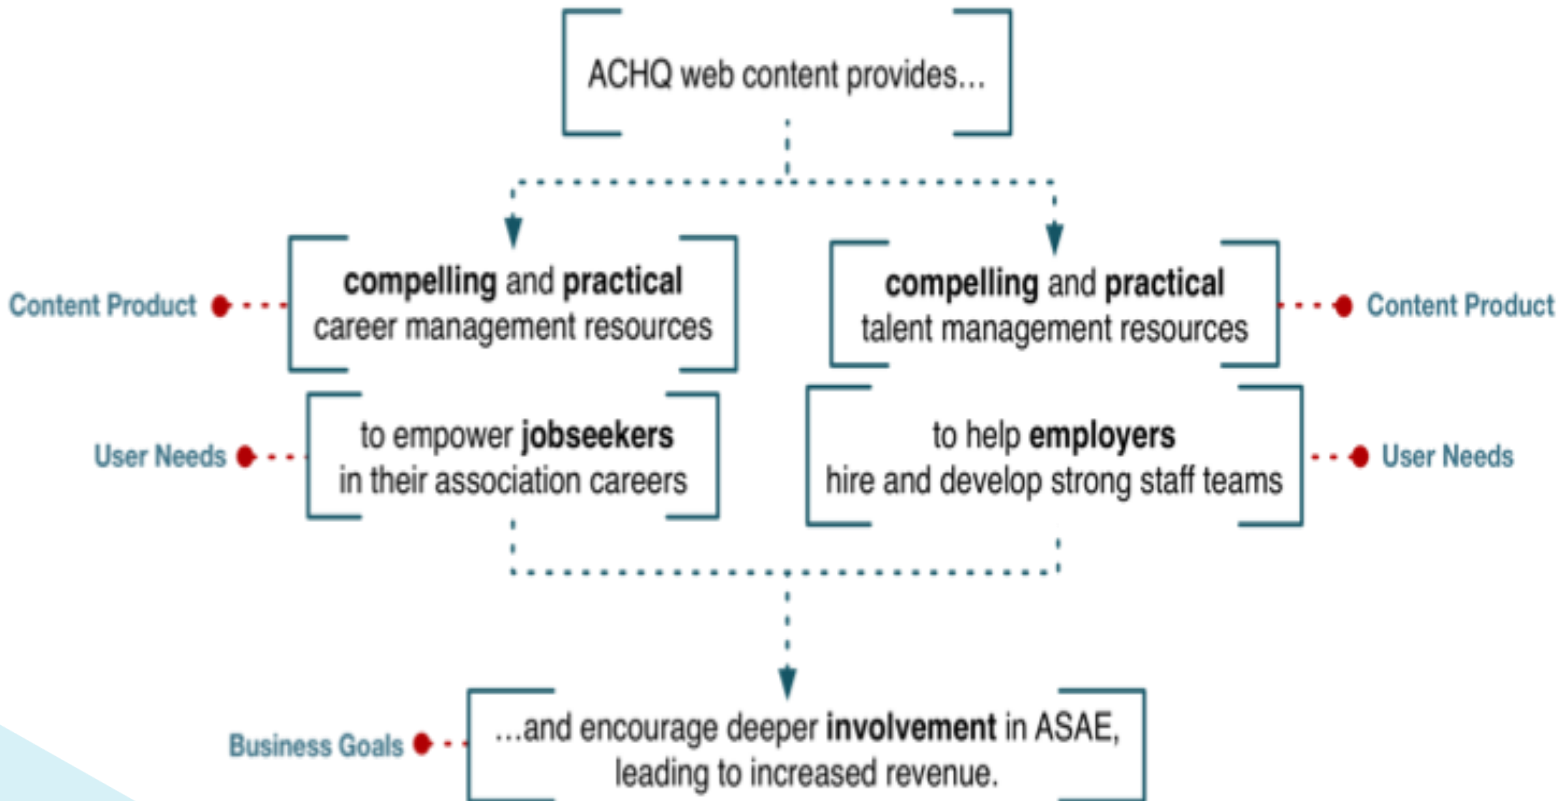 ACHQ web content provides…
Content Product
compelling and practical
career management resources
compelling and practical
talent management resources
Content Product
User Needs
to empower jobseekers
in their association careers
to help employers
hire and develop strong staff teams
User Needs
Business Goals
…and encourage deeper involvement in ASAE,
leading to increased revenue.